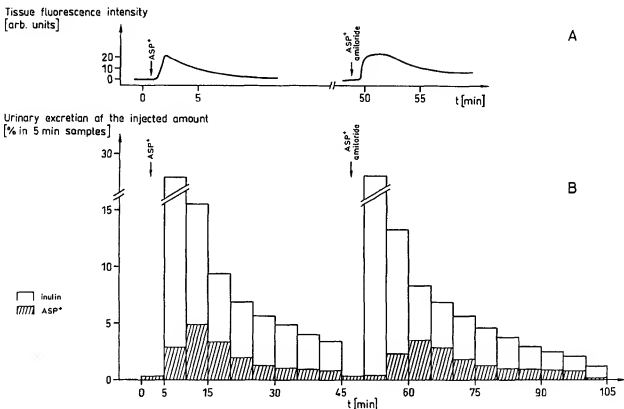 Tissue fluorescence intensity
[arb. units]
A
ASP⁺
ASP⁺
amiloride
20
10
0
0
5
50
55
t [min]
Urinary excretion of the injected amount
[% in 5 min samples]
ASP⁺
ASP⁺
amiloride
B
30
15
10
5
0
inulin
ASP⁺
0
5
15
30
45
60
75
90
105
t [min]